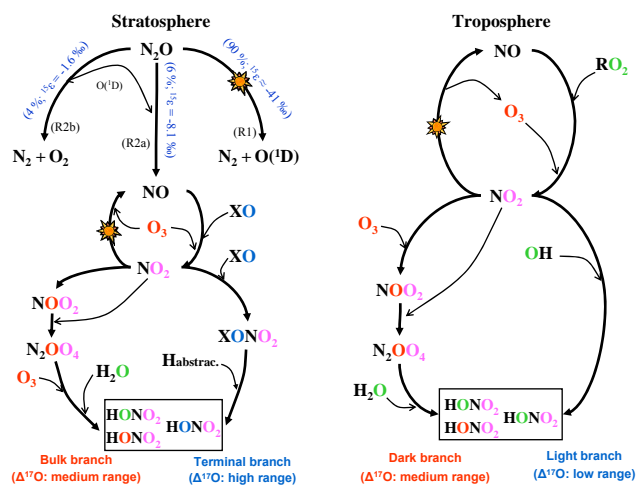 Stratosphere
N₂O
(4 %; ¹⁵ε = -1.6 ‰)
(6 %; ¹⁵ε = -8.1 ‰)
(90 %; ¹⁵ε = -41 ‰)
O(¹D)
(R2b)
(R2a)
(R1)
N₂ + O₂
N₂ + O(¹D)
NO
XO
O₃
XO
NO₂
NOO₂
XONO₂
N₂OO₄
Habstrac.
O₃
H₂O
HONO₂
HONO₂
HONO₂
Bulk branch
(Δ¹⁷O: medium range)
Terminal branch
(Δ¹⁷O: high range)
Troposphere
NO
RO₂
O₃
NO₂
O₃
OH
NOO₂
N₂OO₄
H₂O
HONO₂
HONO₂
HONO₂
Dark branch
(Δ¹⁷O: medium range)
Light branch
(Δ¹⁷O: low range)